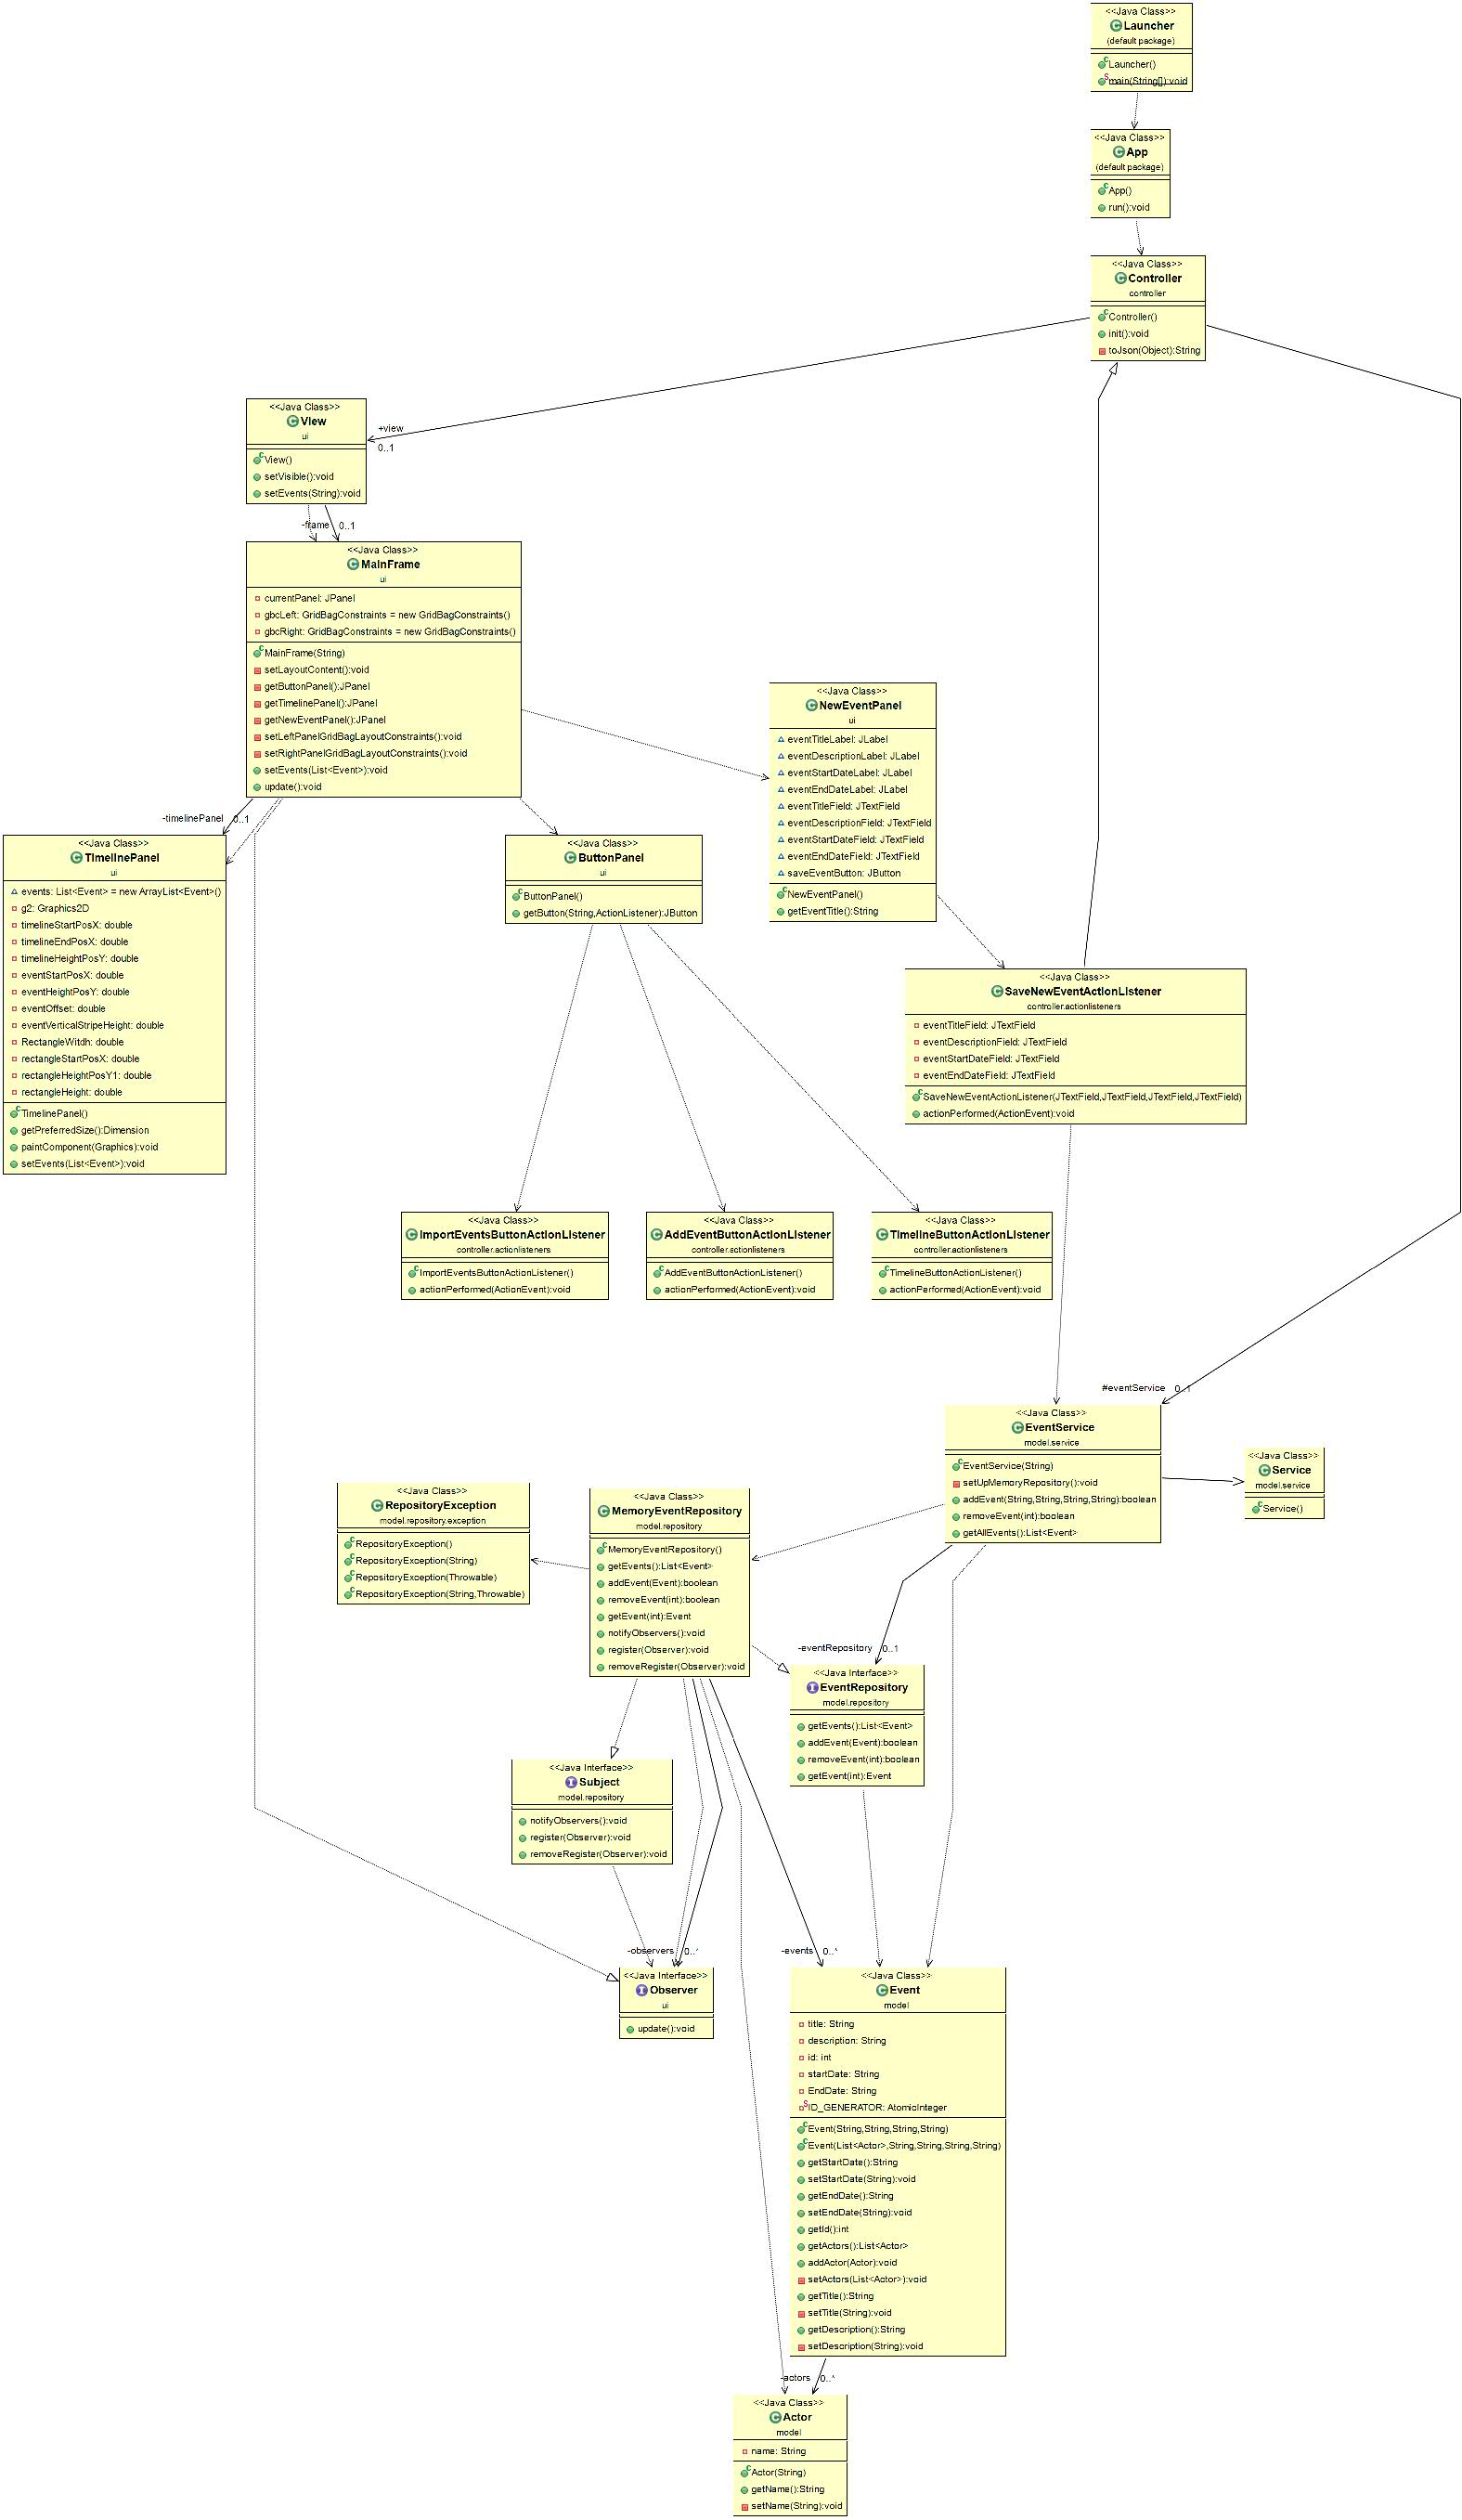 <<Java Class>>
Launcher
(default package)
Launcher()
main(String[]):void
<<Java Class>>
App
(default package)
App()
run():void
<<Java Class>>
Controller
controller
Controller()
init():void
toJson(Object):String
+view
0..1
<<Java Class>>
View
ui
View()
setVisible():void
setEvents(String):void
-frame
0..1
<<Java Class>>
MainFrame
ui
currentPanel: JPanel
gbcLeft: GridBagConstraints = new GridBagConstraints()
gbcRight: GridBagConstraints = new GridBagConstraints()
MainFrame(String)
setLayoutContent():void
getButtonPanel():JPanel
getTimelinePanel():JPanel
getNewEventPanel():JPanel
setLeftPanelGridBagLayoutConstraints():void
setRightPanelGridBagLayoutConstraints():void
setEvents(List<Event>):void
update():void
<<Java Class>>
NewEventPanel
ui
eventTitleLabel: JLabel
eventDescriptionLabel: JLabel
eventStartDateLabel: JLabel
eventEndDateLabel: JLabel
eventTitleField: JTextField
eventDescriptionField: JTextField
eventStartDateField: JTextField
eventEndDateField: JTextField
saveEventButton: JButton
NewEventPanel()
getEventTitle():String
-timelinePanel
0..1
<<Java Class>>
TimelinePanel
ui
events: List<Event> = new ArrayList<Event>()
g2: Graphics2D
timelineStartPosX: double
timelineEndPosX: double
timelineHeightPosY: double
eventStartPosX: double
eventHeightPosY: double
eventOffset: double
eventVerticalStripeHeight: double
RectangleWitdh: double
rectangleStartPosX: double
rectangleHeightPosY1: double
rectangleHeight: double
TimelinePanel()
getPreferredSize():Dimension
paintComponent(Graphics):void
setEvents(List<Event>):void
<<Java Class>>
ButtonPanel
ui
ButtonPanel()
getButton(String,ActionListener):JButton
<<Java Class>>
SaveNewEventActionListener
controller.actionlisteners
eventTitleField: JTextField
eventDescriptionField: JTextField
eventStartDateField: JTextField
eventEndDateField: JTextField
SaveNewEventActionListener(JTextField,JTextField,JTextField,JTextField)
actionPerformed(ActionEvent):void
<<Java Class>>
ImportEventsButtonActionListener
controller.actionlisteners
ImportEventsButtonActionListener()
actionPerformed(ActionEvent):void
<<Java Class>>
AddEventButtonActionListener
controller.actionlisteners
AddEventButtonActionListener()
actionPerformed(ActionEvent):void
<<Java Class>>
TimelineButtonActionListener
controller.actionlisteners
TimelineButtonActionListener()
actionPerformed(ActionEvent):void
#eventService
0..1
<<Java Class>>
EventService
model.service
EventService(String)
setUpMemoryRepository():void
addEvent(String,String,String,String):boolean
removeEvent(int):boolean
getAllEvents():List<Event>
<<Java Class>>
Service
model.service
Service()
<<Java Class>>
RepositoryException
model.repository.exception
RepositoryException()
RepositoryException(String)
RepositoryException(Throwable)
RepositoryException(String,Throwable)
<<Java Class>>
MemoryEventRepository
model.repository
MemoryEventRepository()
getEvents():List<Event>
addEvent(Event):boolean
removeEvent(int):boolean
getEvent(int):Event
notifyObservers():void
register(Observer):void
removeRegister(Observer):void
-eventRepository
0..1
<<Java Interface>>
EventRepository
model.repository
getEvents():List<Event>
addEvent(Event):boolean
removeEvent(int):boolean
getEvent(int):Event
<<Java Interface>>
Subject
model.repository
notifyObservers():void
register(Observer):void
removeRegister(Observer):void
-observers
0..*
<<Java Interface>>
Observer
ui
update():void
-events
0..*
<<Java Class>>
Event
model
title: String
description: String
id: int
startDate: String
EndDate: String
ID_GENERATOR: AtomicInteger
Event(String,String,String,String)
Event(List<Actor>,String,String,String,String)
getStartDate():String
setStartDate(String):void
getEndDate():String
setEndDate(String):void
getId():int
getActors():List<Actor>
addActor(Actor):void
setActors(List<Actor>):void
getTitle():String
setTitle(String):void
getDescription():String
setDescription(String):void
-actors
0..*
<<Java Class>>
Actor
model
name: String
Actor(String)
getName():String
setName(String):void